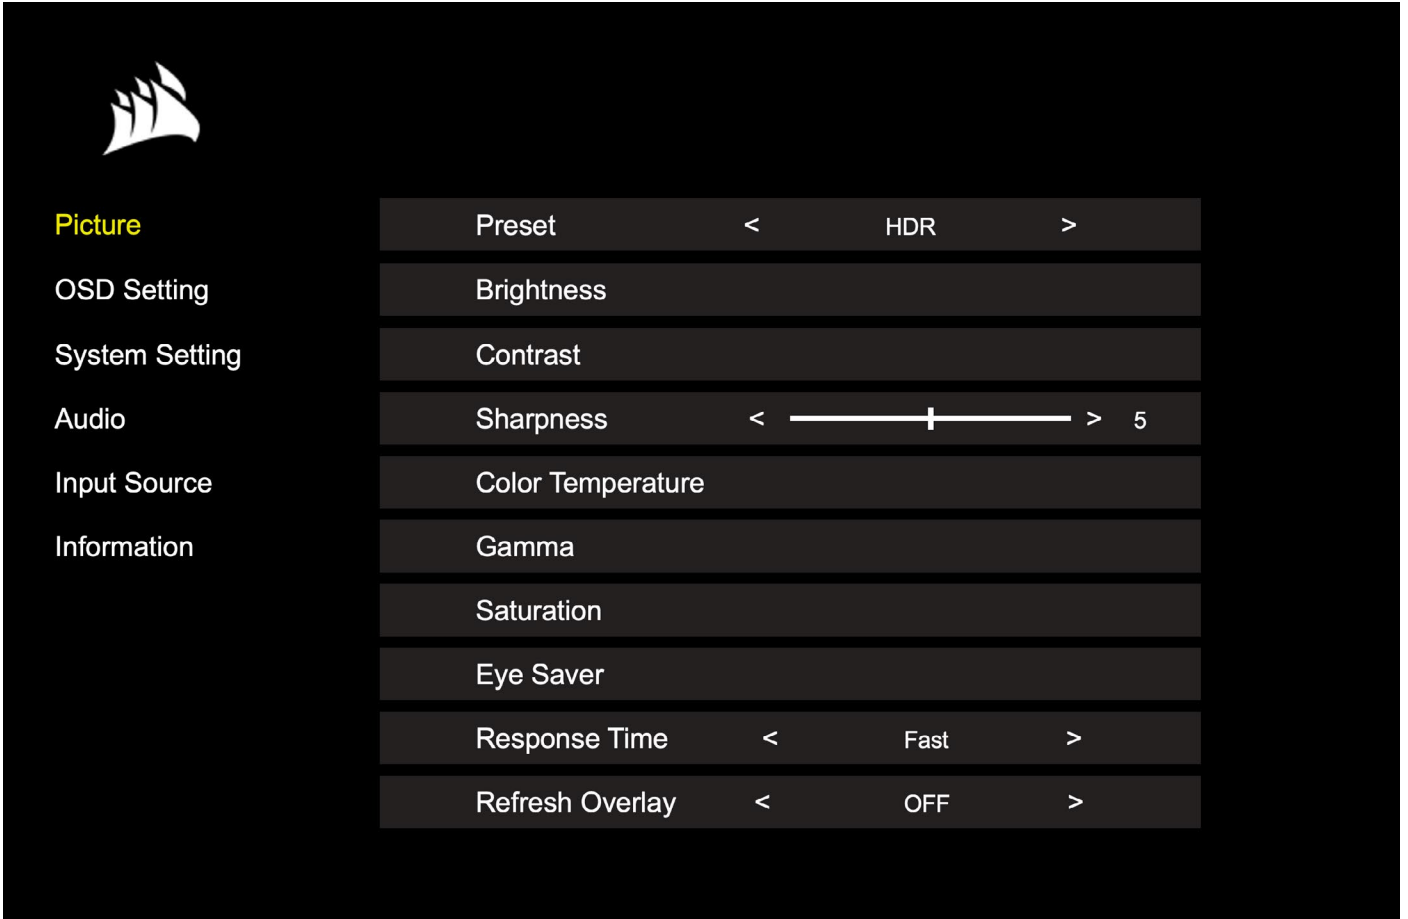 Picture
OSD Setting
System Setting
Audio
Input Source
Information
Preset < HDR >
Brightness
Contrast
Sharpness < > 5
Color Temperature
Gamma
Saturation
Eye Saver
Response Time < Fast >
Refresh Overlay < OFF >